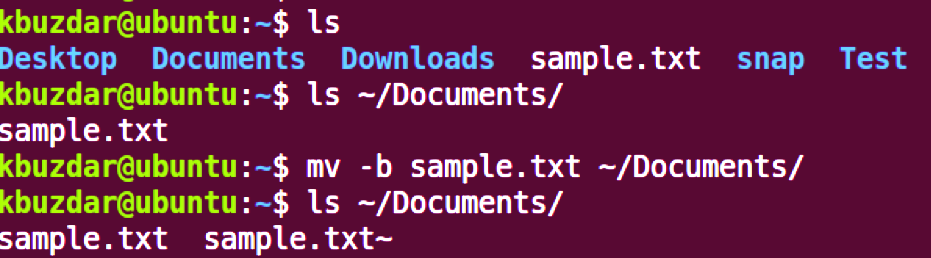 kbuzdar@ubuntu:~$ ls
Desktop  Documents  Downloads  sample.txt  snap  Test
kbuzdar@ubuntu:~$ ls ~/Documents/
sample.txt
kbuzdar@ubuntu:~$ mv -b sample.txt ~/Documents/
kbuzdar@ubuntu:~$ ls ~/Documents/
sample.txt  sample.txt~